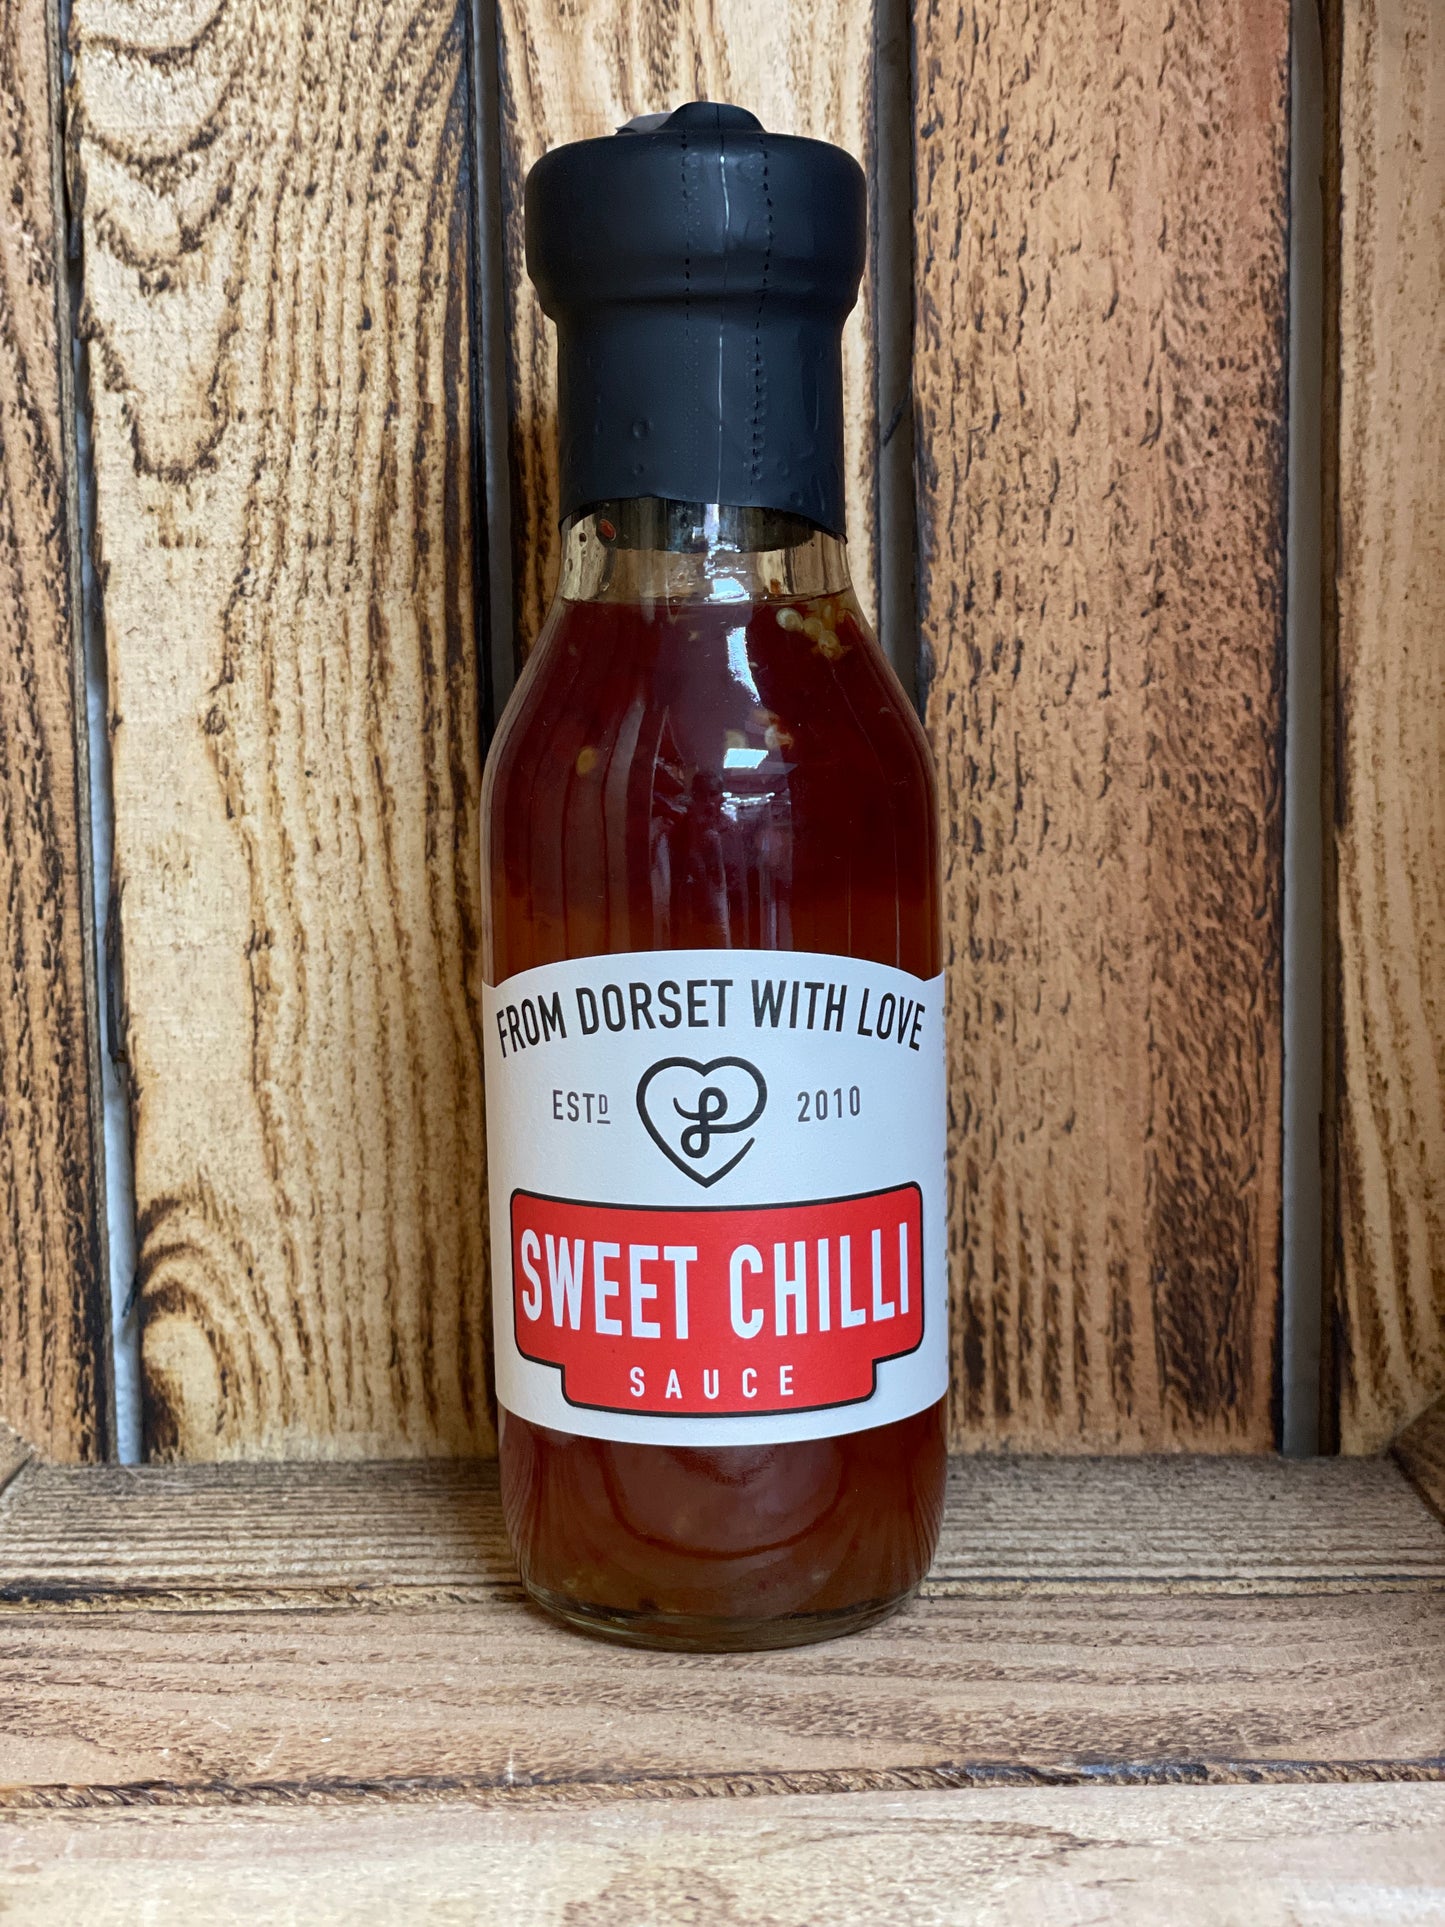 FROM DORSET WITH LOVE
ESTD 2010
SWEET CHILLI
SAUCE